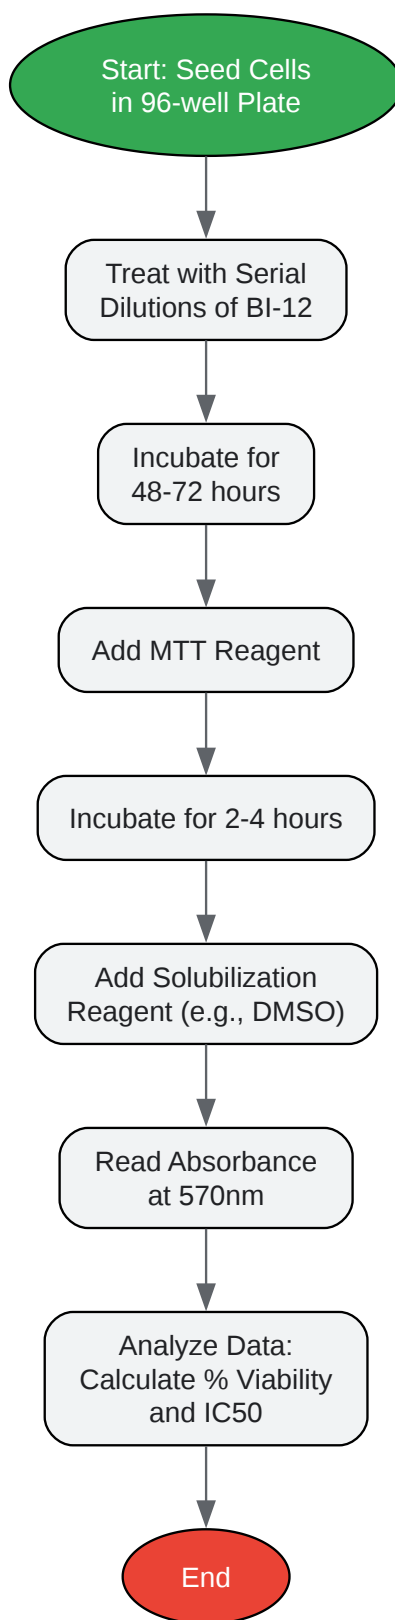 Start: Seed Cells
in 96-well Plate
Treat with Serial
Dilutions of BI-12
Incubate for
48-72 hours
Add MTT Reagent
Incubate for 2-4 hours
Add Solubilization
Reagent (e.g., DMSO)
Read Absorbance
at 570nm
Analyze Data:
Calculate % Viability
and IC50
End